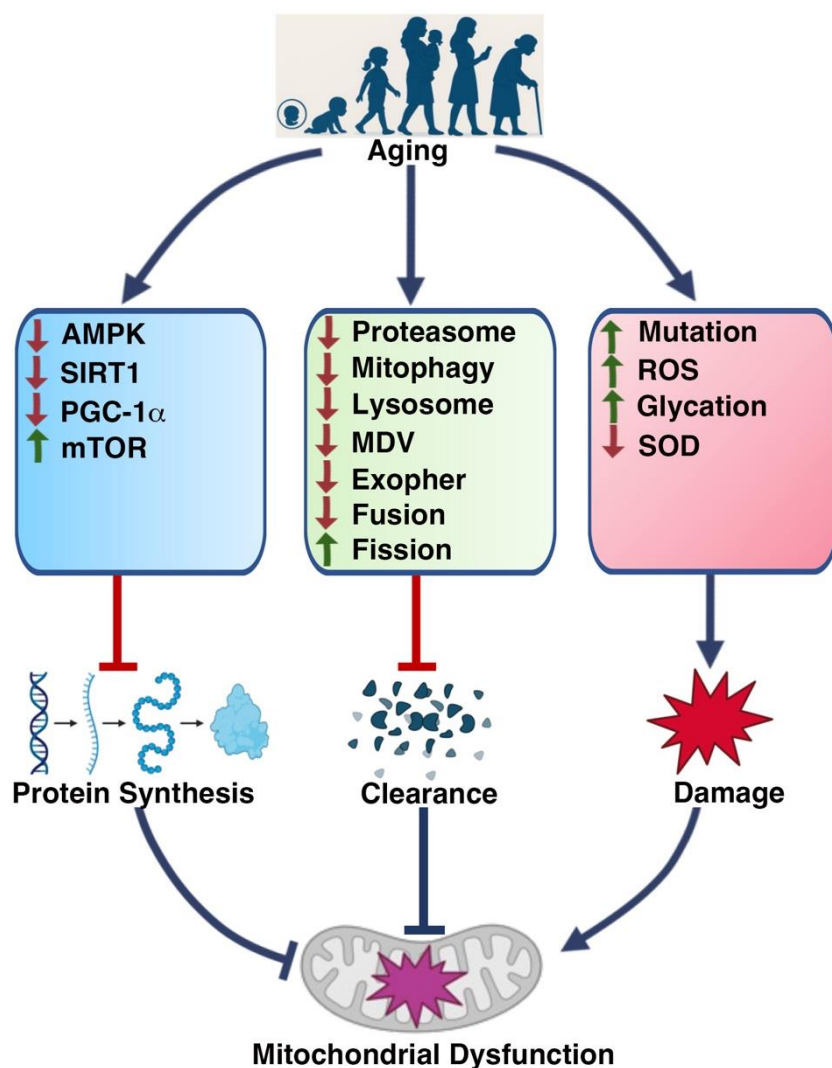 Aging
AMPK
SIRT1
PGC-1α
mTOR
Proteasome
Mitophagy
Lysosome
MDV
Exopher
Fusion
Fission
Mutation
ROS
Glycation
SOD
Protein Synthesis
Clearance
Damage
Mitochondrial Dysfunction